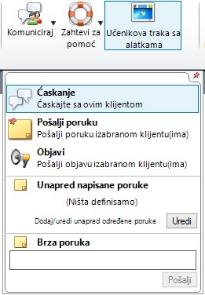 Komuniciraj
Zahtevi za
pomoć
Učenikova traka sa
alatkama
Ćaskanje
Ćaskajte sa ovim klijentom
Pošalji poruku
Pošalji poruku izabranom klijentu(ima)
Objavi
Pošalji objavu izabranom klijentu(ima)
Unapred napisane poruke
(Ništa definisamo)
Dodaj/uredi unapred određene poruke
Uredi
Brza poruka
Pošalji